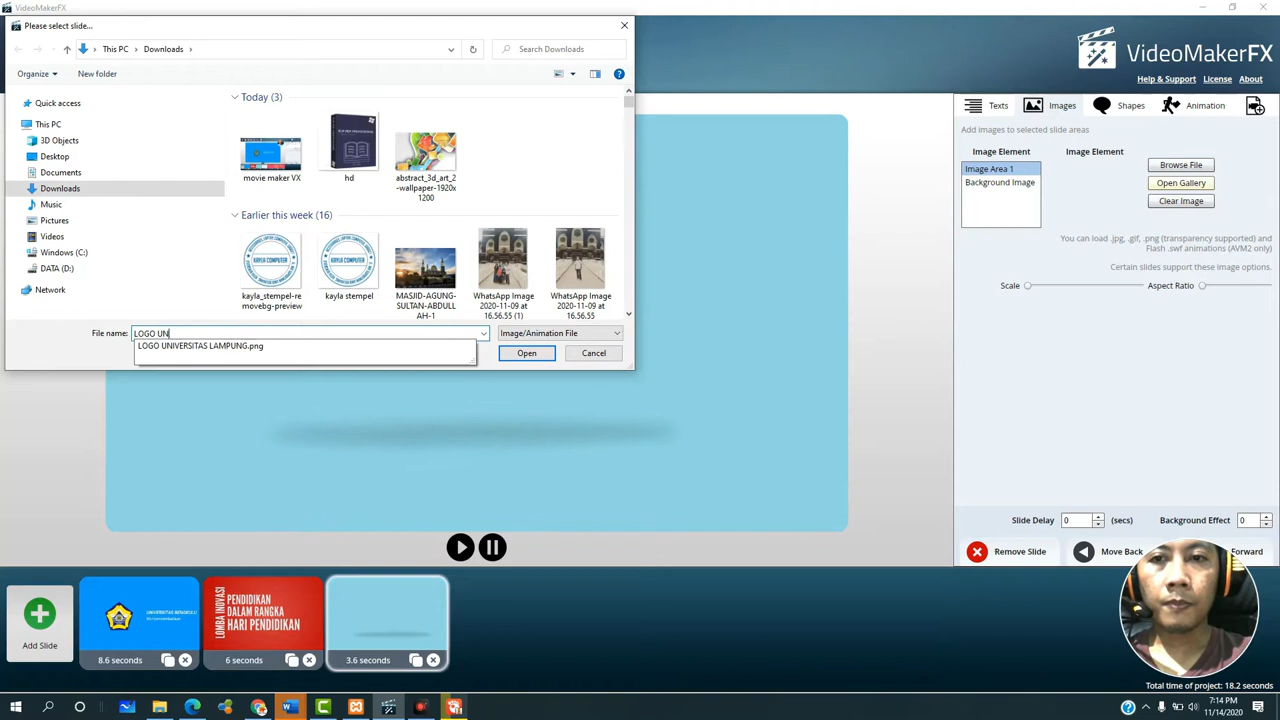 VideoMakerFX
Please select slide...
This PC
Downloads
Search Downloads
Organize
New folder
Quick access
This PC
3D Objects
Desktop
Documents
Downloads
Music
Pictures
Videos
Windows (C:)
DATA (D:)
Network
Today (3)
movie maker VX
hd
abstract_3d_art_2
-wallpaper-1920x
1200
Earlier this week (16)
kayla_stempel-re
movebg-preview
kayla stempel
MASJID-AGUNG-
SULTAN-ABDULL
AH-1
WhatsApp Image
2020-11-09 at
16.56.55 (1)
WhatsApp Image
2020-11-09 at
16.56.55
File name:
LOGO UN
Image/Animation File
LOGO UNIVERSITAS LAMPUNG.png
Open
Cancel
VideoMakerFX
Help & Support
License
About
Texts
Images
Shapes
Animation
Add images to selected slide areas
Image Element
Image Element
Image Area 1
Background Image
Browse File
Open Gallery
Clear Image
You can load .jpg, .gif, .png (transparency supported) and
Flash .swf animations (AVM2 only)
Certain slides support these image options.
Scale
Aspect Ratio
Slide Delay
0
(secs)
Background Effect
0
Remove Slide
Move Back
Forward
Add Slide
UNIVERSITAS BENGKULU
8.6 seconds
LOMBA INOVASI
PENDIDIKAN
DALAM RANGKA
HARI PENDIDIKAN
6 seconds
3.6 seconds
Total time of project: 18.2 seconds
7:14 PM
11/14/2020